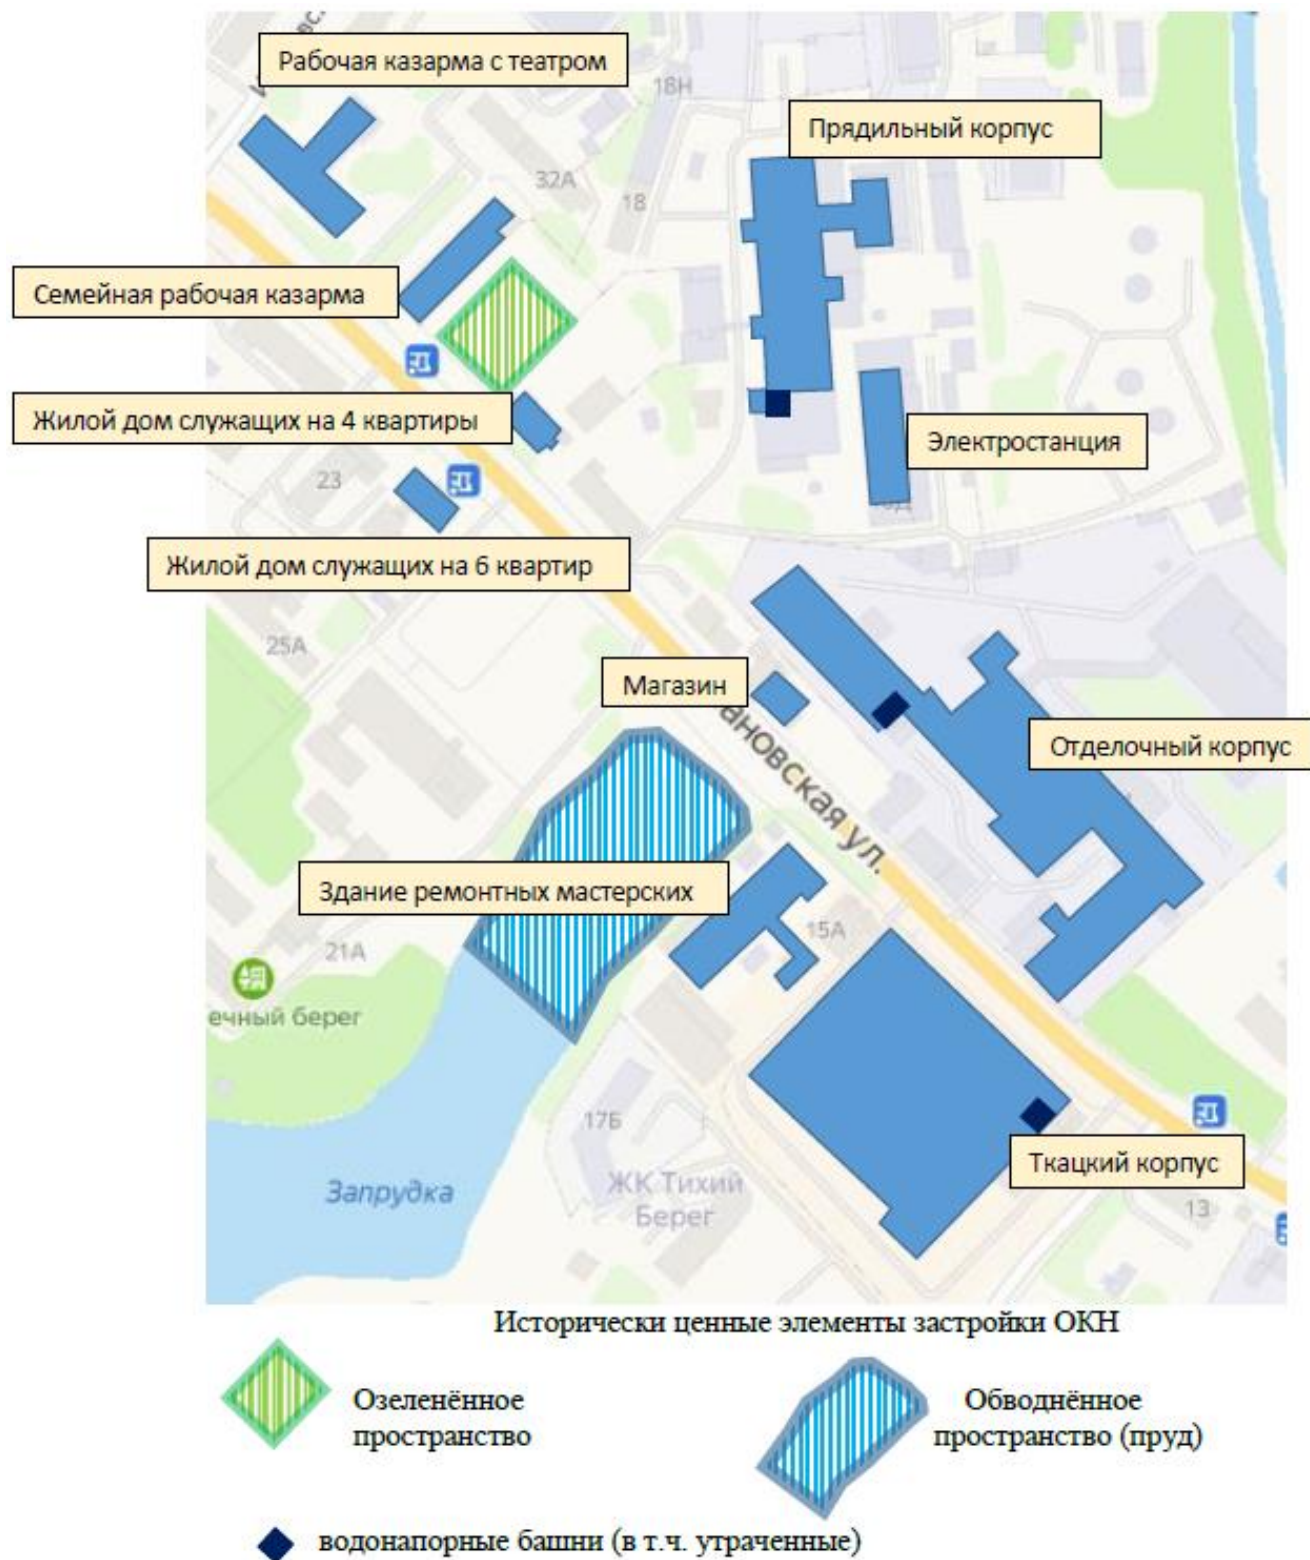 Рабочая казарма с театром
18Н
Прядильный корпус
32А
18
Семейная рабочая казарма
Жилой дом служащих на 4 квартиры
Электростанция
23
Жилой дом служащих на 6 квартир
25А
Магазин
ановская ул.
Отделочный корпус
Здание ремонтных мастерских
15А
21А
ечный берег
17Б
Ткацкий корпус
Запрудка
ЖК Тихий
Берег
13
Исторически ценные элементы застройки ОКН
Озеленённое
пространство
Обводнённое
пространство (пруд)
водонапорные башни (в т.ч. утраченные)